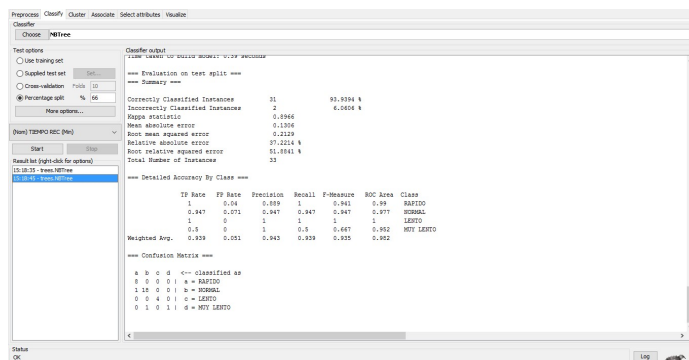 Preprocess Classify Cluster Associate Select attributes Visualize
Classifier
Choose NBTree
Test options
Use training set
Supplied test set Set...
Cross-validation Folds 10
Percentage split % 66
More options...
(Nom) TIEMPO REC (Min)
Start Stop
Result list (right-click for options)
15:18:35 - trees.NBTree
15:18:45 - trees.NBTree
Classifier output
Time taken to build model: 0.59 seconds
=== Evaluation on test split ===
=== Summary ===
Correctly Classified Instances 31 93.9394 %
Incorrectly Classified Instances 2 6.0606 %
Kappa statistic 0.8966
Mean absolute error 0.1306
Root mean squared error 0.2129
Relative absolute error 37.2214 %
Root relative squared error 51.8841 %
Total Number of Instances 33
=== Detailed Accuracy By Class ===
TP Rate FP Rate Precision Recall F-Measure ROC Area Class
1 0.04 0.889 1 0.941 0.99 RAPIDO
0.947 0.071 0.947 0.947 0.947 0.977 NORMAL
1 0 1 1 1 1 LENTO
0.5 0 1 0.5 0.667 0.952 MUY LENTO
Weighted Avg. 0.939 0.051 0.943 0.939 0.935 0.982
=== Confusion Matrix ===
a b c d <-- classified as
8 0 0 0 | a = RAPIDO
1 18 0 0 | b = NORMAL
0 0 4 0 | c = LENTO
0 1 0 1 | d = MUY LENTO
Status
OK
Log